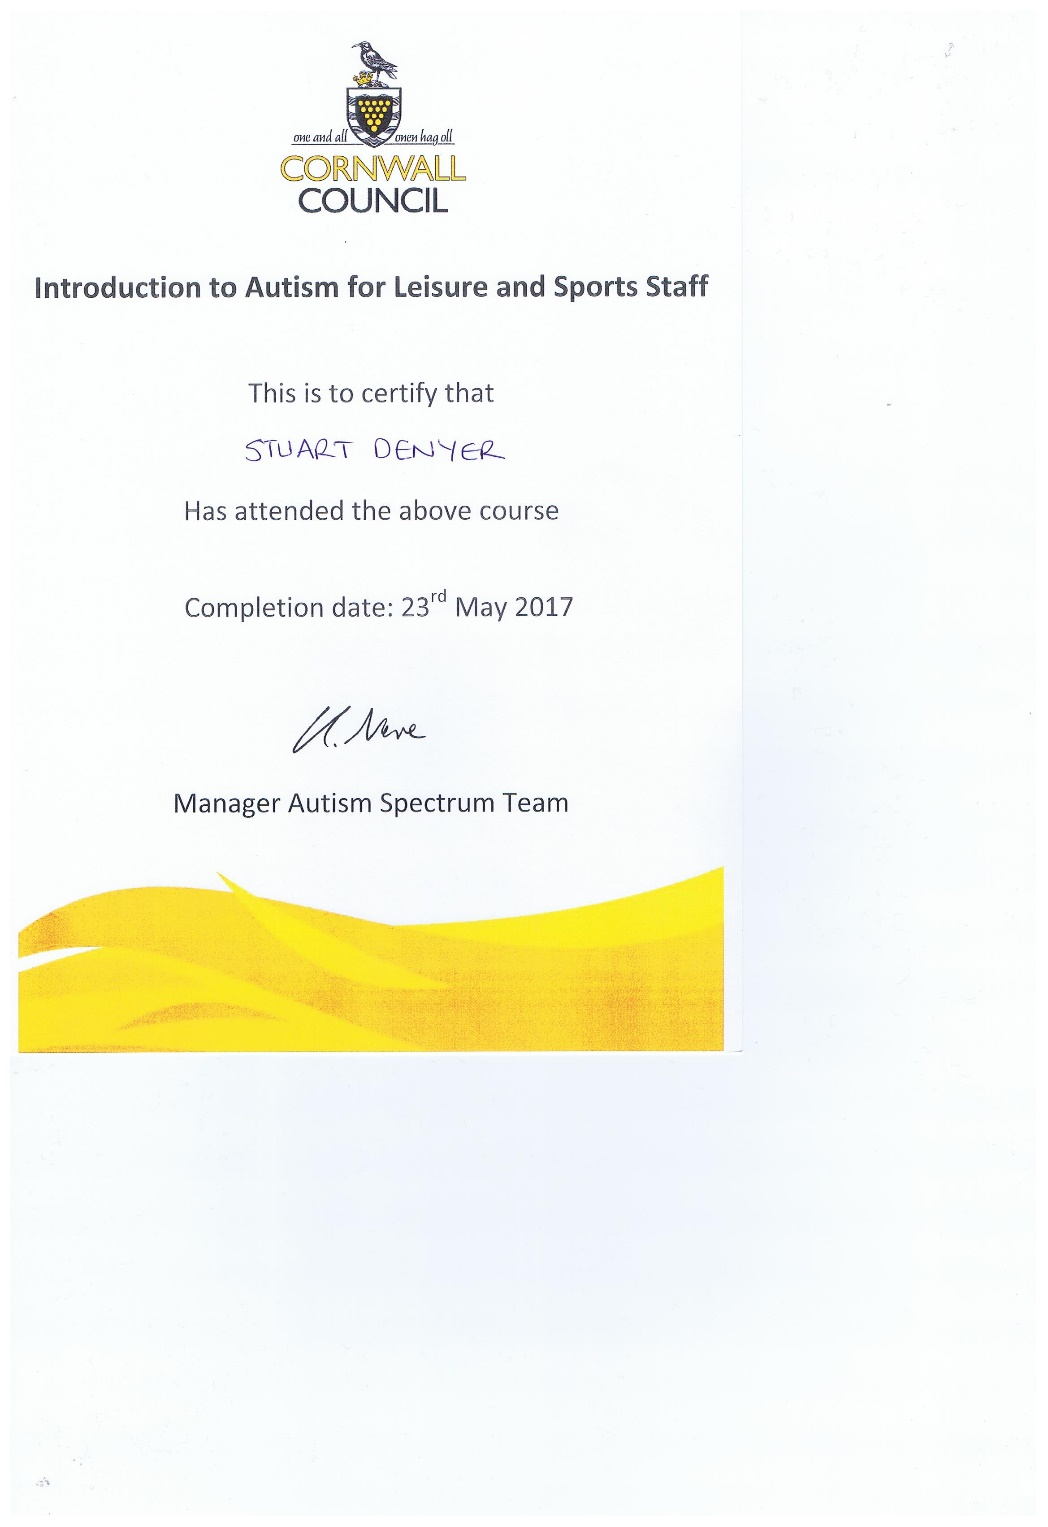 one and all onen hag oll
CORNWALL
COUNCIL
Introduction to Autism for Leisure and Sports Staff
This is to certify that
STUART DENYER
Has attended the above course
Completion date: 23rd May 2017
Manager Autism Spectrum Team